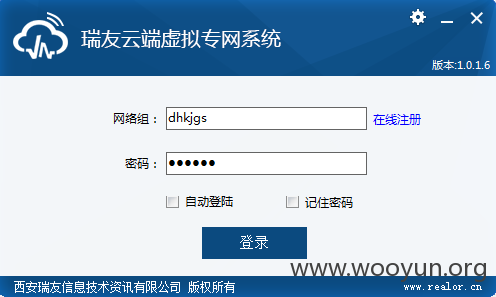 瑞友云端虚拟专网系统
版本:1.0.1.6
网络组： dhkjgs 在线注册
密码： ●●●●●●
自动登陆 记住密码
登录
www.wooyun.org
西安瑞友信息技术资讯有限公司 版权所有 www.realor.cn